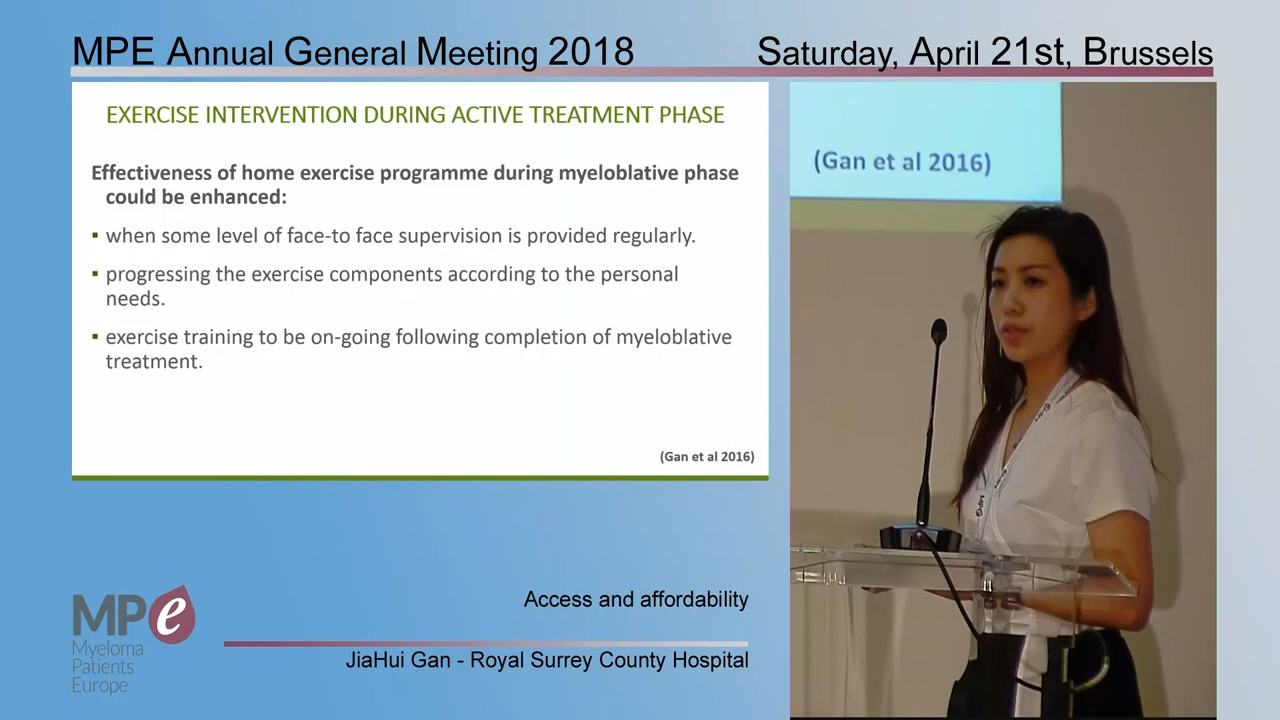 MPE Annual General Meeting 2018
Saturday, April 21st, Brussels
EXERCISE INTERVENTION DURING ACTIVE TREATMENT PHASE
Effectiveness of home exercise programme during myeloblative phase
could be enhanced:
▪ when some level of face-to face supervision is provided regularly.
▪ progressing the exercise components according to the personal
needs.
▪ exercise training to be on-going following completion of myeloblative
treatment.
(Gan et al 2016)
(Gan et al 2016)
MPe
Myeloma
Patients
Europe
Access and affordability
JiaHui Gan - Royal Surrey County Hospital